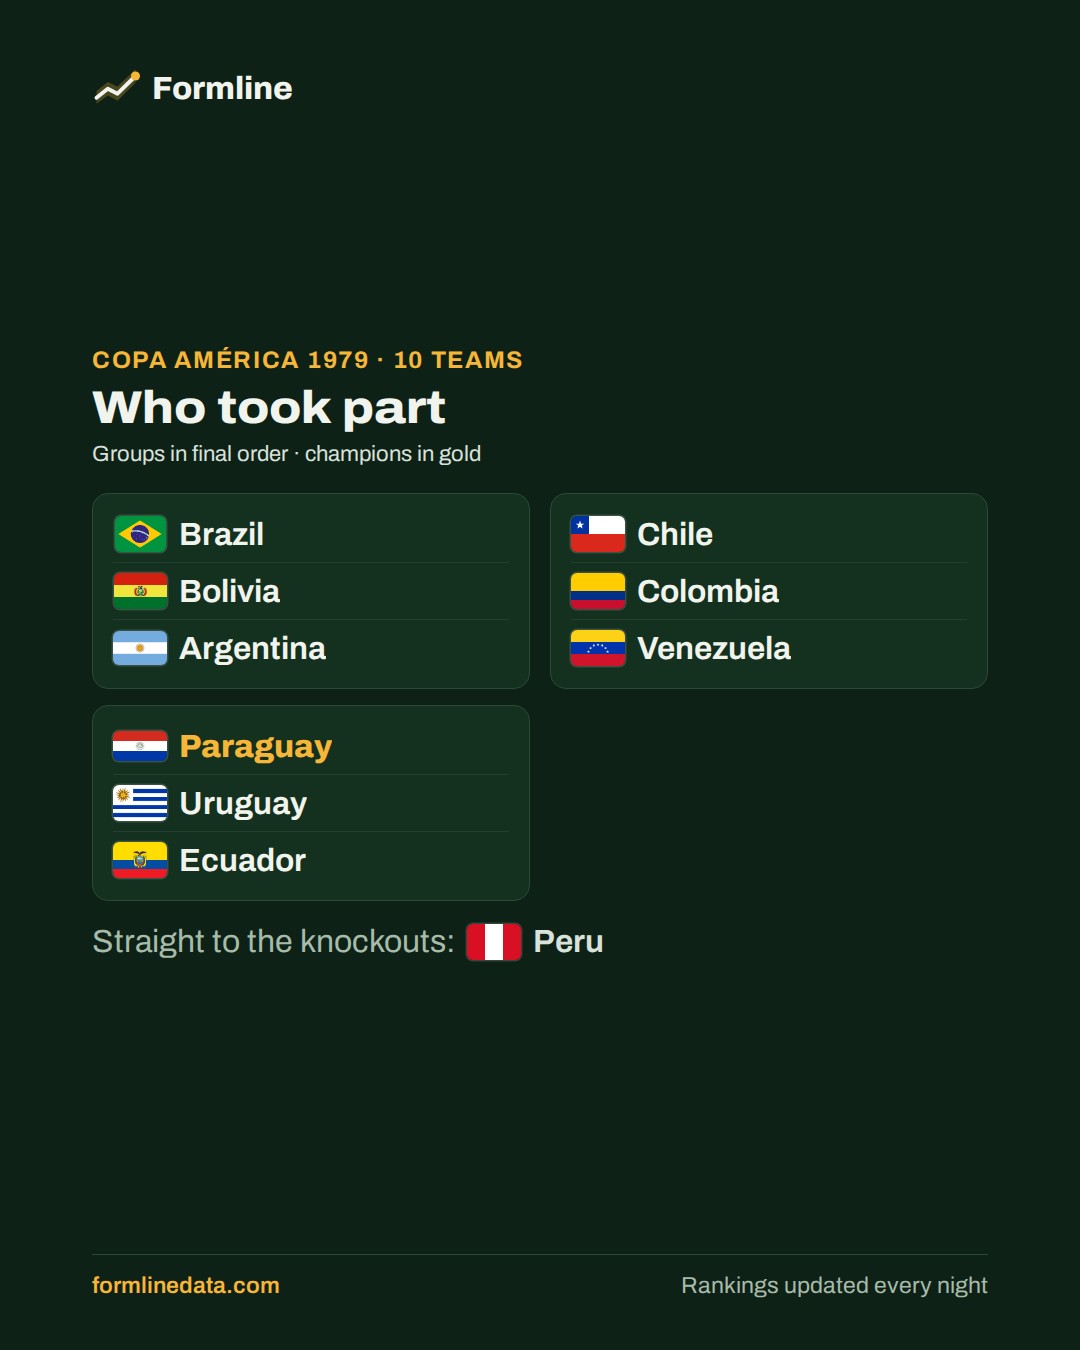 Formline
COPA AMÉRICA 1979 · 10 TEAMS
Who took part
Groups in final order · champions in gold
Brazil
Bolivia
Argentina
Chile
Colombia
Venezuela
Paraguay
Uruguay
Ecuador
Straight to the knockouts: Peru
formlinedata.com
Rankings updated every night